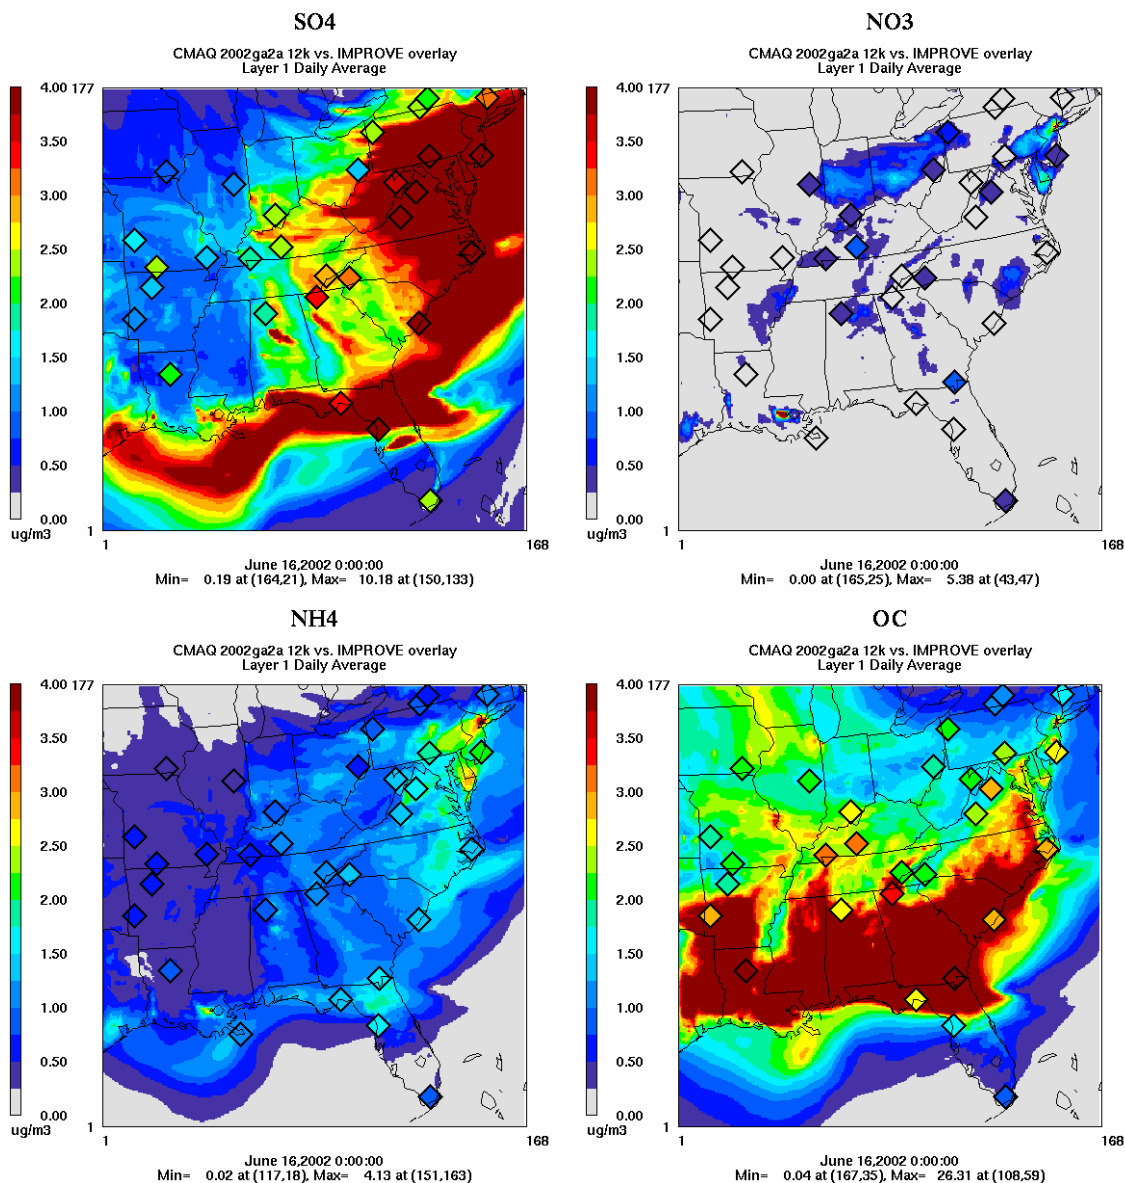 SO4
CMAQ 2002ga2a 12k vs. IMPROVE overlay
Layer 1 Daily Average
4.00 177
3.50
3.00
2.50
2.00
1.50
1.00
0.50
0.00
ug/m3
1
1
168
June 16,2002 0:00:00
Min= 0.19 at (164,21), Max= 10.18 at (150,133)
NO3
CMAQ 2002ga2a 12k vs. IMPROVE overlay
Layer 1 Daily Average
4.00 177
3.50
3.00
2.50
2.00
1.50
1.00
0.50
0.00
ug/m3
1
1
168
June 16,2002 0:00:00
Min= 0.00 at (165,25), Max= 5.38 at (43,47)
NH4
CMAQ 2002ga2a 12k vs. IMPROVE overlay
Layer 1 Daily Average
4.00 177
3.50
3.00
2.50
2.00
1.50
1.00
0.50
0.00
ug/m3
1
1
168
June 16,2002 0:00:00
Min= 0.02 at (117,18), Max= 4.13 at (151,163)
OC
CMAQ 2002ga2a 12k vs. IMPROVE overlay
Layer 1 Daily Average
4.00 177
3.50
3.00
2.50
2.00
1.50
1.00
0.50
0.00
ug/m3
1
1
168
June 16,2002 0:00:00
Min= 0.04 at (167,35), Max= 26.31 at (108,59)